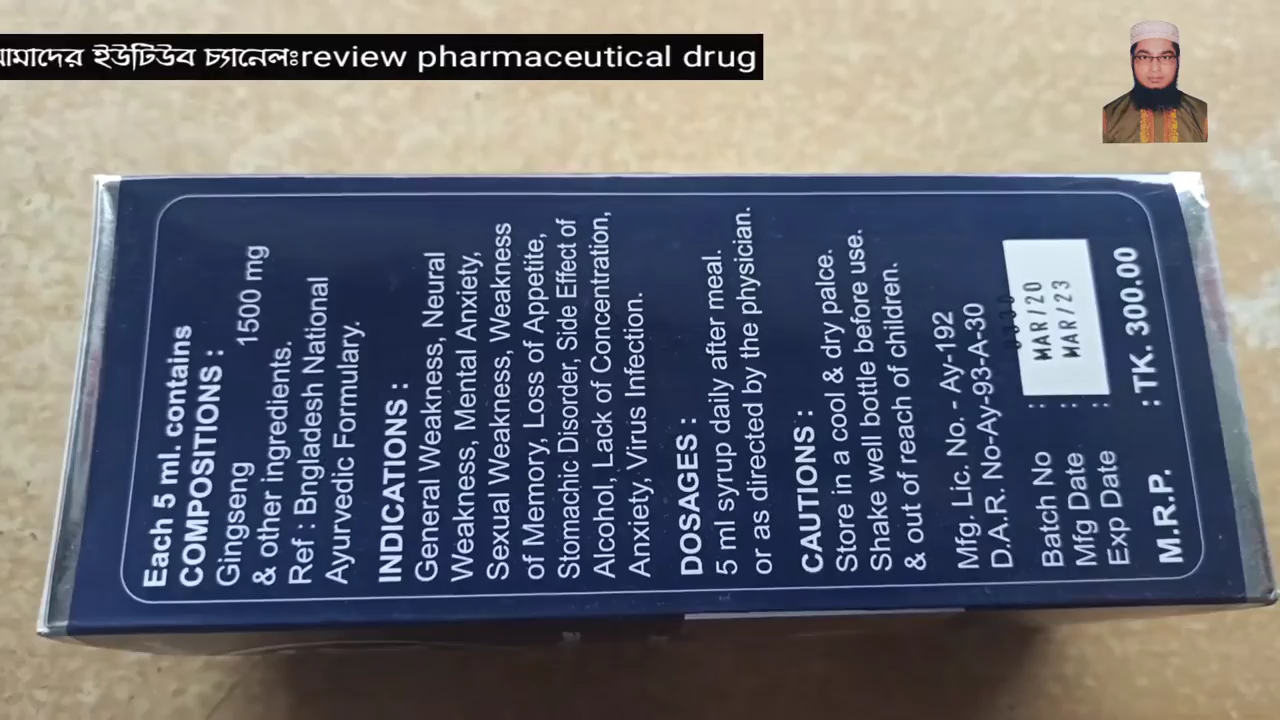 আমাদের ইউটিউব চ্যানেলঃreview pharmaceutical drug
Each 5 ml. contains
COMPOSITIONS :
Gingseng 1500 mg
& other ingredients.
Ref : Bngladesh National
Ayurvedic Formulary.
INDICATIONS :
General Weakness, Neural
Weakness, Mental Anxiety,
Sexual Weakness, Weakness
of Memory, Loss of Appetite,
Stomachic Disorder, Side Effect of
Alcohol, Lack of Concentration,
Anxiety, Virus Infection.
DOSAGES :
5 ml syrup daily after meal.
or as directed by the physician.
CAUTIONS :
Store in a cool & dry palce.
Shake well bottle before use.
& out of reach of children.
Mfg. Lic. No.- Ay-192
D.A.R. No-Ay-93-A-30
Batch No :
Mfg Date : MAR/20
Exp Date : MAR/23
M.R.P. : TK. 300.00